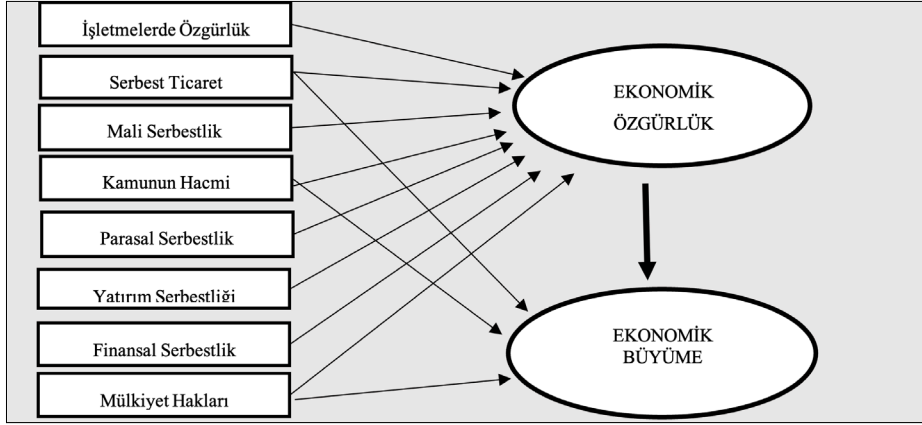 İşletmelerde Özgürlük
Serbest Ticaret
Mali Serbestlik
Kamunun Hacmi
Parasal Serbestlik
Yatırım Serbestliği
Finansal Serbestlik
Mülkiyet Hakları
EKONOMİK
ÖZGÜRLÜK
EKONOMİK
BÜYÜME